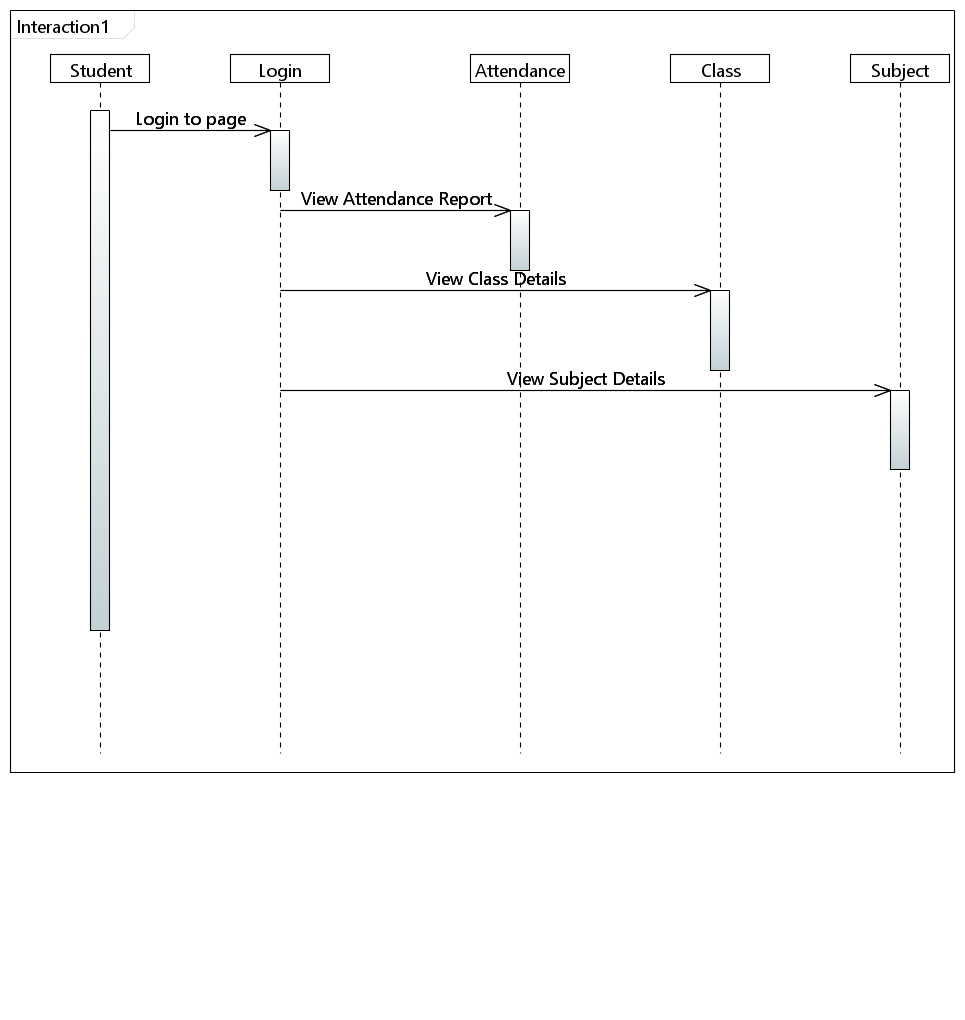 Interaction1
Student
Login
Attendance
Class
Subject
Login to page
View Attendance Report
View Class Details
View Subject Details